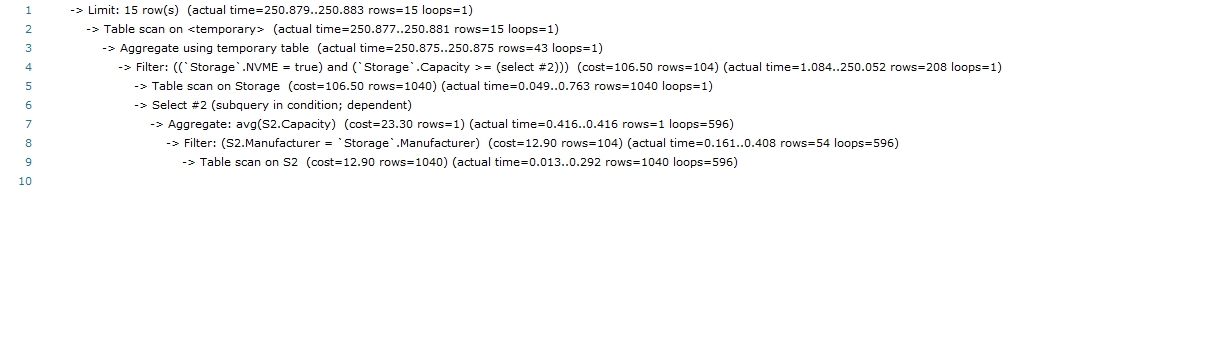 1 -> Limit: 15 row(s)  (actual time=250.879..250.883 rows=15 loops=1)
2 -> Table scan on <temporary>  (actual time=250.877..250.881 rows=15 loops=1)
3 -> Aggregate using temporary table  (actual time=250.875..250.875 rows=43 loops=1)
4 -> Filter: ((`Storage`.NVME = true) and (`Storage`.Capacity >= (select #2)))  (cost=106.50 rows=104) (actual time=1.084..250.052 rows=208 loops=1)
5 -> Table scan on Storage  (cost=106.50 rows=1040) (actual time=0.049..0.763 rows=1040 loops=1)
6 -> Select #2 (subquery in condition; dependent)
7 -> Aggregate: avg(S2.Capacity)  (cost=23.30 rows=1) (actual time=0.416..0.416 rows=1 loops=596)
8 -> Filter: (S2.Manufacturer = `Storage`.Manufacturer)  (cost=12.90 rows=104) (actual time=0.161..0.408 rows=54 loops=596)
9 -> Table scan on S2  (cost=12.90 rows=1040) (actual time=0.013..0.292 rows=1040 loops=596)
10